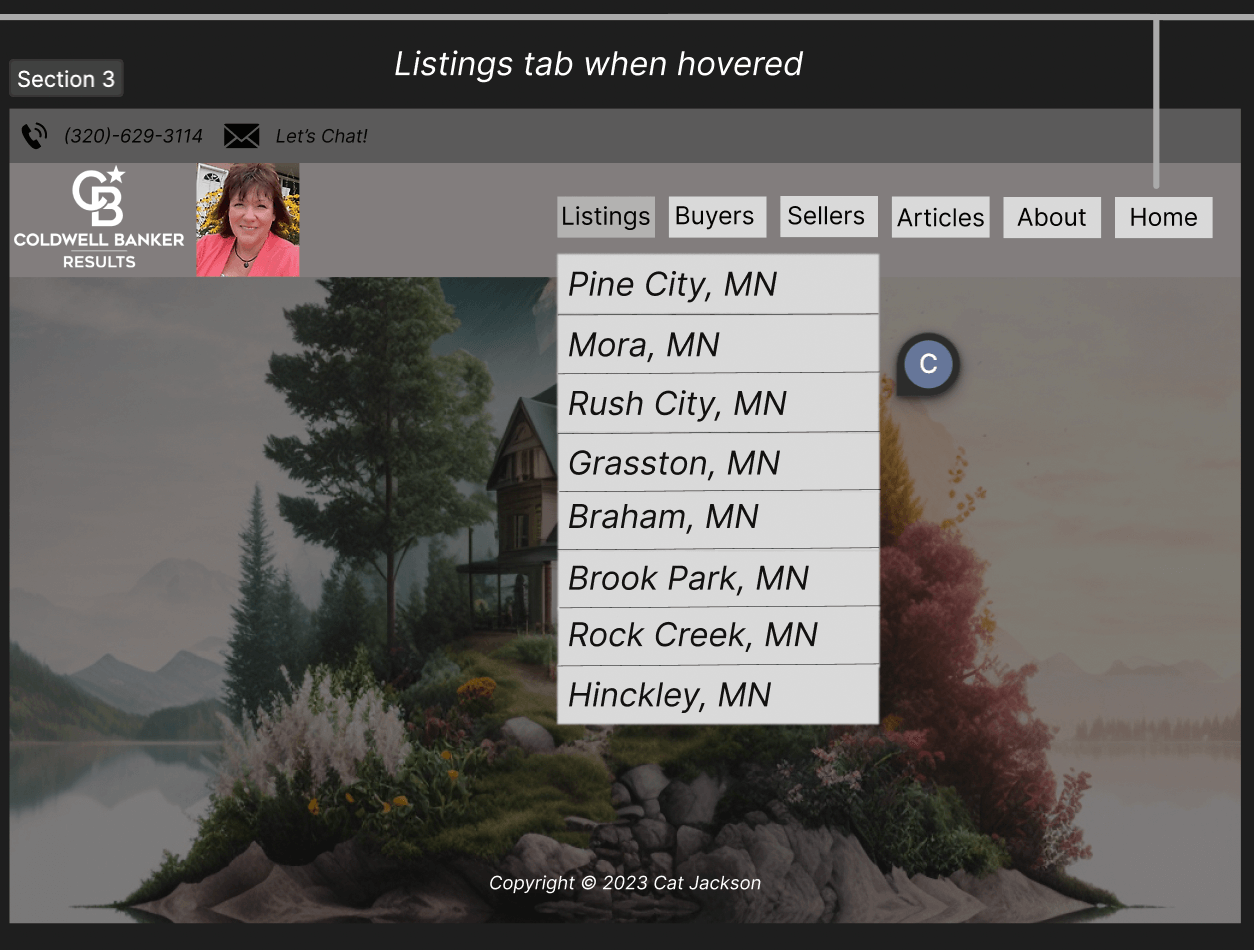 Listings tab when hovered
Section 3
(320)-629-3114 Let's Chat!
CB
COLDWELL BANKER
RESULTS
Listings Buyers Sellers Articles About Home
Pine City, MN
Mora, MN
C
Rush City, MN
Grasston, MN
Braham, MN
Brook Park, MN
Rock Creek, MN
Hinckley, MN
Copyright © 2023 Cat Jackson